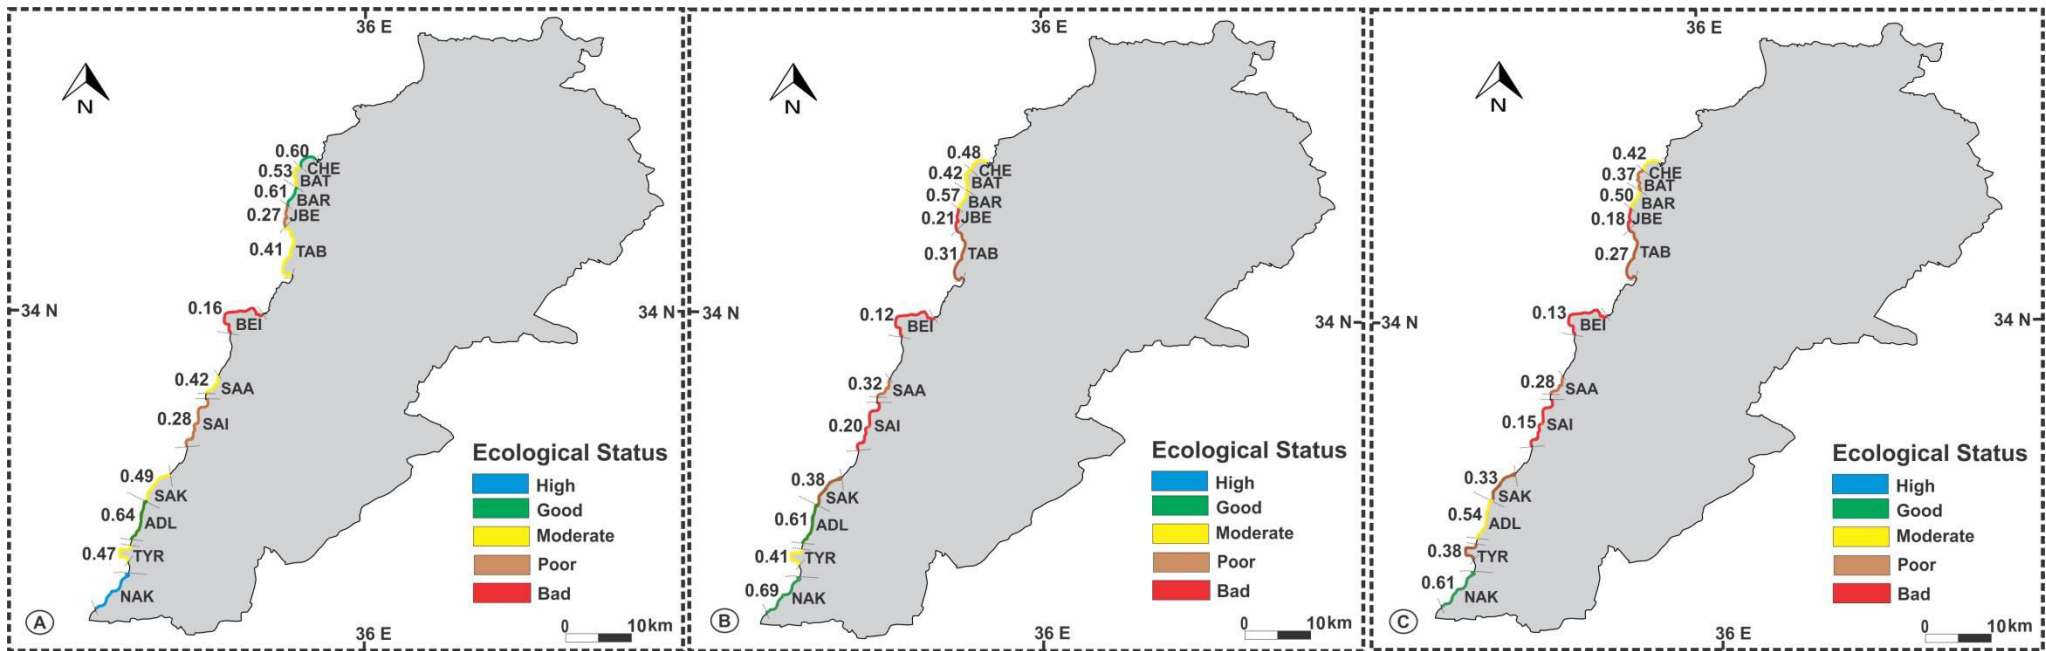 36 E
N
0.60
CHE
0.53
BAT
0.61
BAR
0.27
JBE
0.41
TAB
34 N
0.16
BEI
0.42
SAA
0.28
SAI
0.49
SAK
0.64
ADL
0.47
TYR
NAK
Ecological Status
High
Good
Moderate
Poor
Bad
0 10km
A
36 E
36 E
N
0.48
CHE
0.42
BAT
0.57
BAR
0.21
JBE
0.31
TAB
34 N
34 N
0.12
BEI
0.32
SAA
0.20
SAI
0.38
SAK
0.61
ADL
0.41
TYR
0.69
NAK
Ecological Status
High
Good
Moderate
Poor
Bad
0 10km
B
36 E
36 E
N
0.42
CHE
0.37
BAT
0.50
BAR
0.18
JBE
0.27
TAB
34 N
34 N
34 N
0.13
BEI
0.28
SAA
0.15
SAI
0.33
SAK
0.54
ADL
0.38
TYR
0.61
NAK
Ecological Status
High
Good
Moderate
Poor
Bad
0 10km
C
36 E